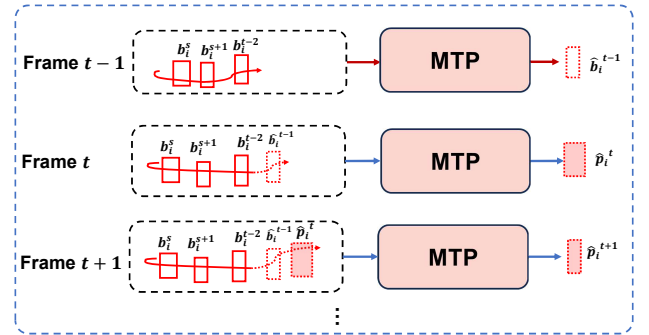 b_i^s b_i^{s+1} b_i^{t-2}
Frame t − 1 MTP b̂_i^{t-1}
b_i^s b_i^{s+1} b_i^{t-2} b̂_i^{t-1}
Frame t MTP p̂_i^t
b_i^s b_i^{s+1} b_i^{t-2} b̂_i^{t-1} p̂_i^t
Frame t + 1 MTP p̂_i^{t+1}
⋮